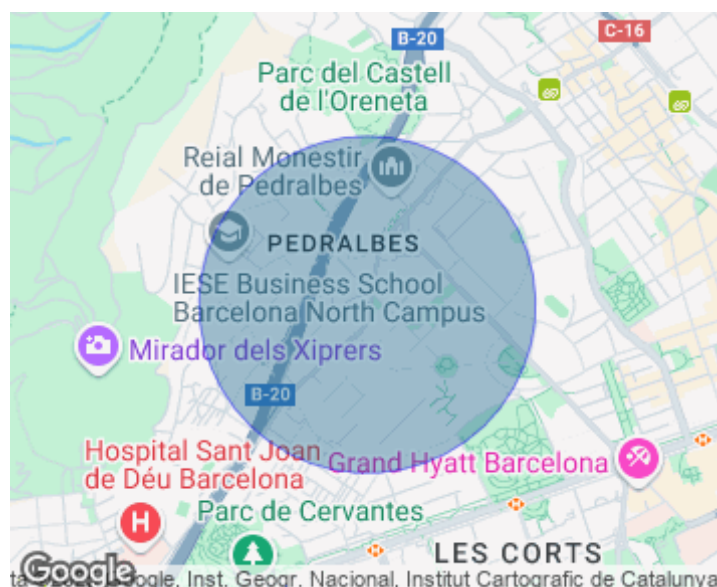 B-20
C-16
Parc del Castell
de l'Oreneta
Reial Monestir
de Pedralbes
PEDRALBES
IESE Business School
Barcelona North Campus
Mirador dels Xiprers
B-20
Hospital Sant Joan
de Déu Barcelona
Grand Hyatt Barcelona
H
Parc de Cervantes
LES CORTS
Google
Google, Inst. Geogr. Nacional, Institut Cartogràfic de Catalunya